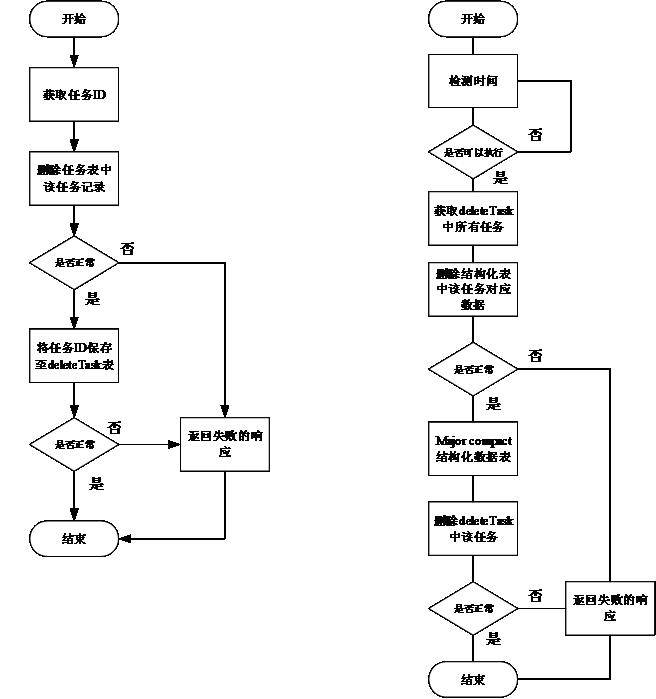 开始
获取任务ID
删除任务表中
该任务记录
是否正常
否
是
将任务ID保存
至deleteTask表
是否正常
否
是
返回失败的响
应
结束
开始
检测时间
是否可以执行
否
是
获取deleteTask
中所有任务
删除结构化表
中该任务对应
数据
是否正常
否
是
Major compact
结构化数据表
删除deleteTask
中该任务
是否正常
否
是
返回失败的响
应
结束